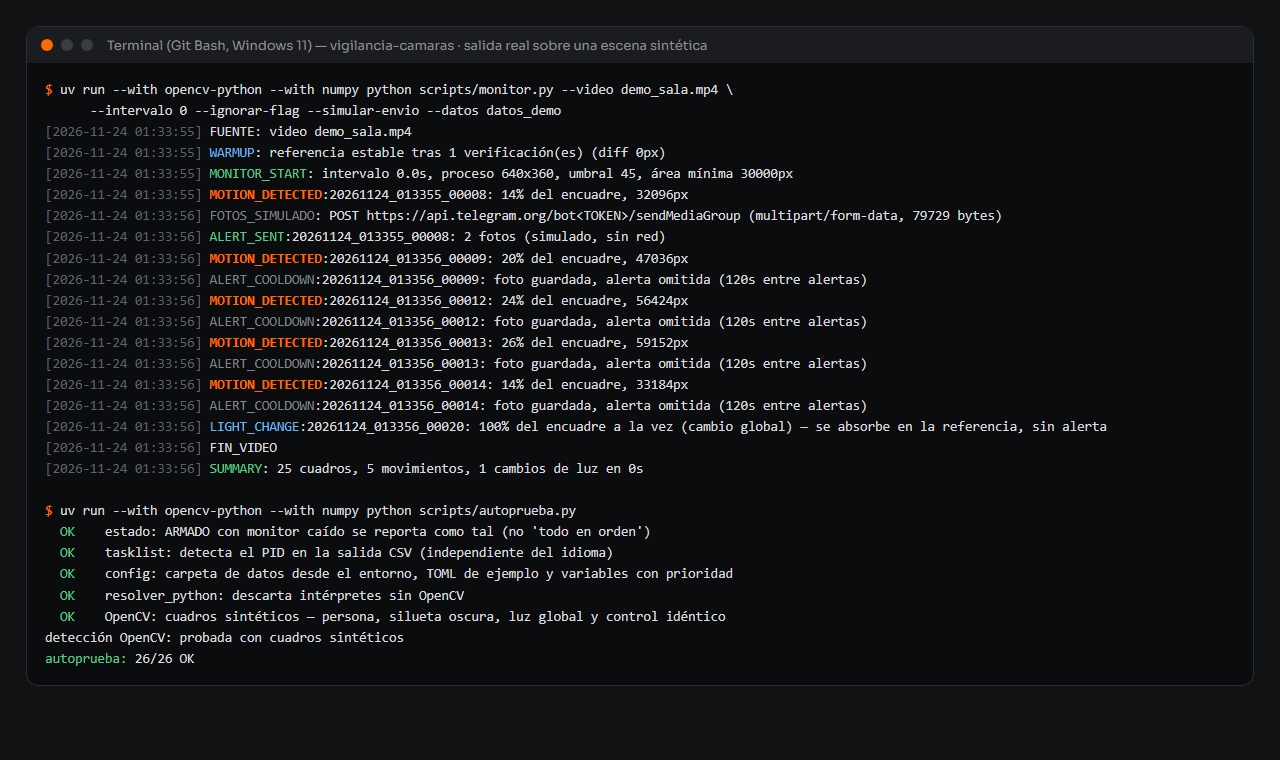 Terminal (Git Bash, Windows 11) — vigilancia-camaras · salida real sobre una escena sintética
$ uv run --with opencv-python --with numpy python scripts/monitor.py --video demo_sala.mp4 \
--intervalo 0 --ignorar-flag --simular-envio --datos datos_demo
[2026-11-24 01:33:55] FUENTE: video demo_sala.mp4
[2026-11-24 01:33:55] WARMUP: referencia estable tras 1 verificación(es) (diff 0px)
[2026-11-24 01:33:55] MONITOR_START: intervalo 0.0s, proceso 640x360, umbral 45, área mínima 30000px
[2026-11-24 01:33:55] MOTION_DETECTED:20261124_013355_00008: 14% del encuadre, 32096px
[2026-11-24 01:33:56] FOTOS_SIMULADO: POST https://api.telegram.org/bot<TOKEN>/sendMediaGroup (multipart/form-data, 79729 bytes)
[2026-11-24 01:33:56] ALERT_SENT:20261124_013355_00008: 2 fotos (simulado, sin red)
[2026-11-24 01:33:56] MOTION_DETECTED:20261124_013356_00009: 20% del encuadre, 47036px
[2026-11-24 01:33:56] ALERT_COOLDOWN:20261124_013356_00009: foto guardada, alerta omitida (120s entre alertas)
[2026-11-24 01:33:56] MOTION_DETECTED:20261124_013356_00012: 24% del encuadre, 56424px
[2026-11-24 01:33:56] ALERT_COOLDOWN:20261124_013356_00012: foto guardada, alerta omitida (120s entre alertas)
[2026-11-24 01:33:56] MOTION_DETECTED:20261124_013356_00013: 26% del encuadre, 59152px
[2026-11-24 01:33:56] ALERT_COOLDOWN:20261124_013356_00013: foto guardada, alerta omitida (120s entre alertas)
[2026-11-24 01:33:56] MOTION_DETECTED:20261124_013356_00014: 14% del encuadre, 33184px
[2026-11-24 01:33:56] ALERT_COOLDOWN:20261124_013356_00014: foto guardada, alerta omitida (120s entre alertas)
[2026-11-24 01:33:56] LIGHT_CHANGE:20261124_013356_00020: 100% del encuadre a la vez (cambio global) — se absorbe en la referencia, sin alerta
[2026-11-24 01:33:56] FIN_VIDEO
[2026-11-24 01:33:56] SUMMARY: 25 cuadros, 5 movimientos, 1 cambios de luz en 0s
$ uv run --with opencv-python --with numpy python scripts/autoprueba.py
OK estado: ARMADO con monitor caído se reporta como tal (no 'todo en orden')
OK tasklist: detecta el PID en la salida CSV (independiente del idioma)
OK config: carpeta de datos desde el entorno, TOML de ejemplo y variables con prioridad
OK resolver_python: descarta intérpretes sin OpenCV
OK OpenCV: cuadros sintéticos — persona, silueta oscura, luz global y control idéntico
detección OpenCV: probada con cuadros sintéticos
autoprueba: 26/26 OK